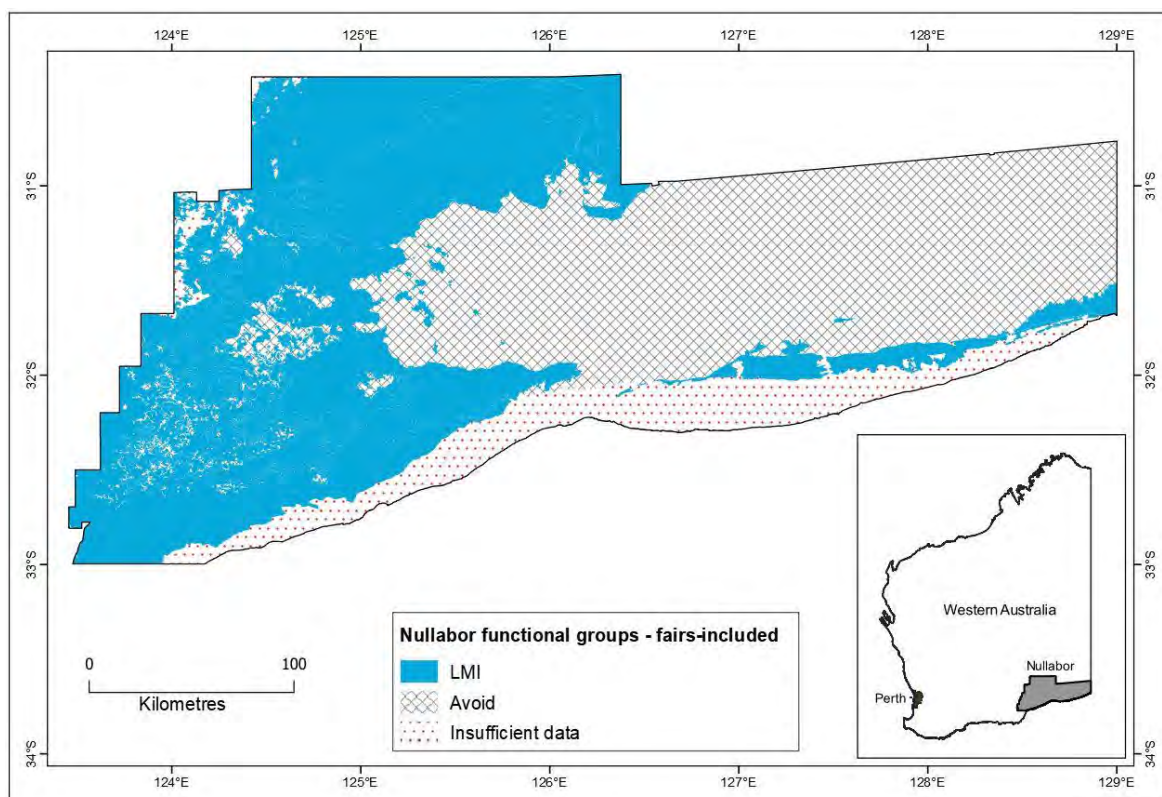 124°E 125°E 126°E 127°E 128°E 129°E
31°S 31°S
32°S 32°S
33°S 33°S
34°S 34°S
Nullabor functional groups - fairs-included
LMI
Avoid
Insufficient data
0 100
Kilometres
Western Australia
Nullabor
Perth
124°E 125°E 126°E 127°E 128°E 129°E